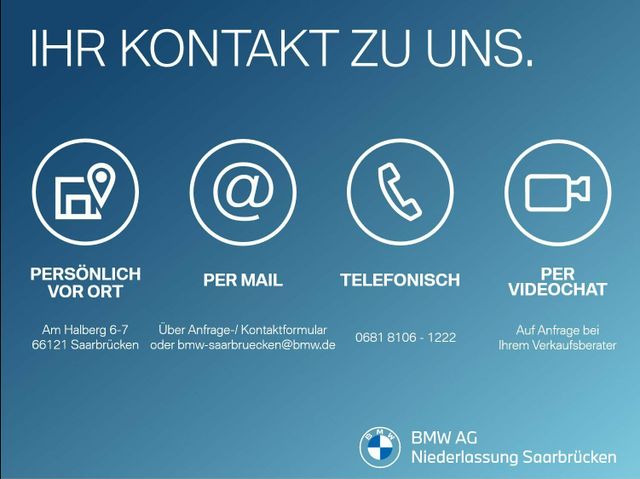 IHR KONTAKT ZU UNS.
@
PERSÖNLICH
VOR ORT
Am Halberg 6-7
66121 Saarbrücken
PER MAIL
Über Anfrage-/ Kontaktformular
oder bmw-saarbruecken@bmw.de
TELEFONISCH
0681 8106 - 1222
PER
VIDEOCHAT
Auf Anfrage bei
Ihrem Verkaufsberater
BMW
BMW AG
Niederlassung Saarbrücken